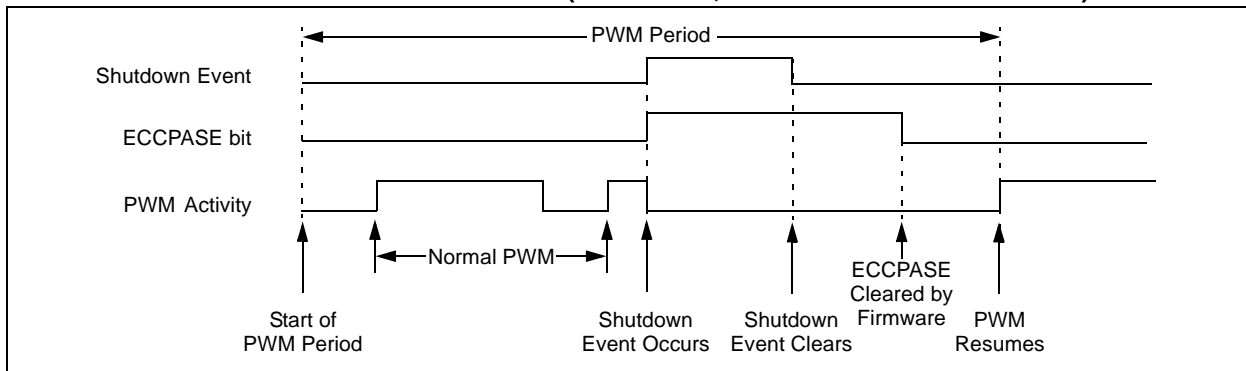 PWM Period
Shutdown Event
ECCPASE bit
PWM Activity
Normal PWM
Start of
PWM Period
Shutdown
Event Occurs
Shutdown
Event Clears
ECCPASE
Cleared by
Firmware
PWM
Resumes